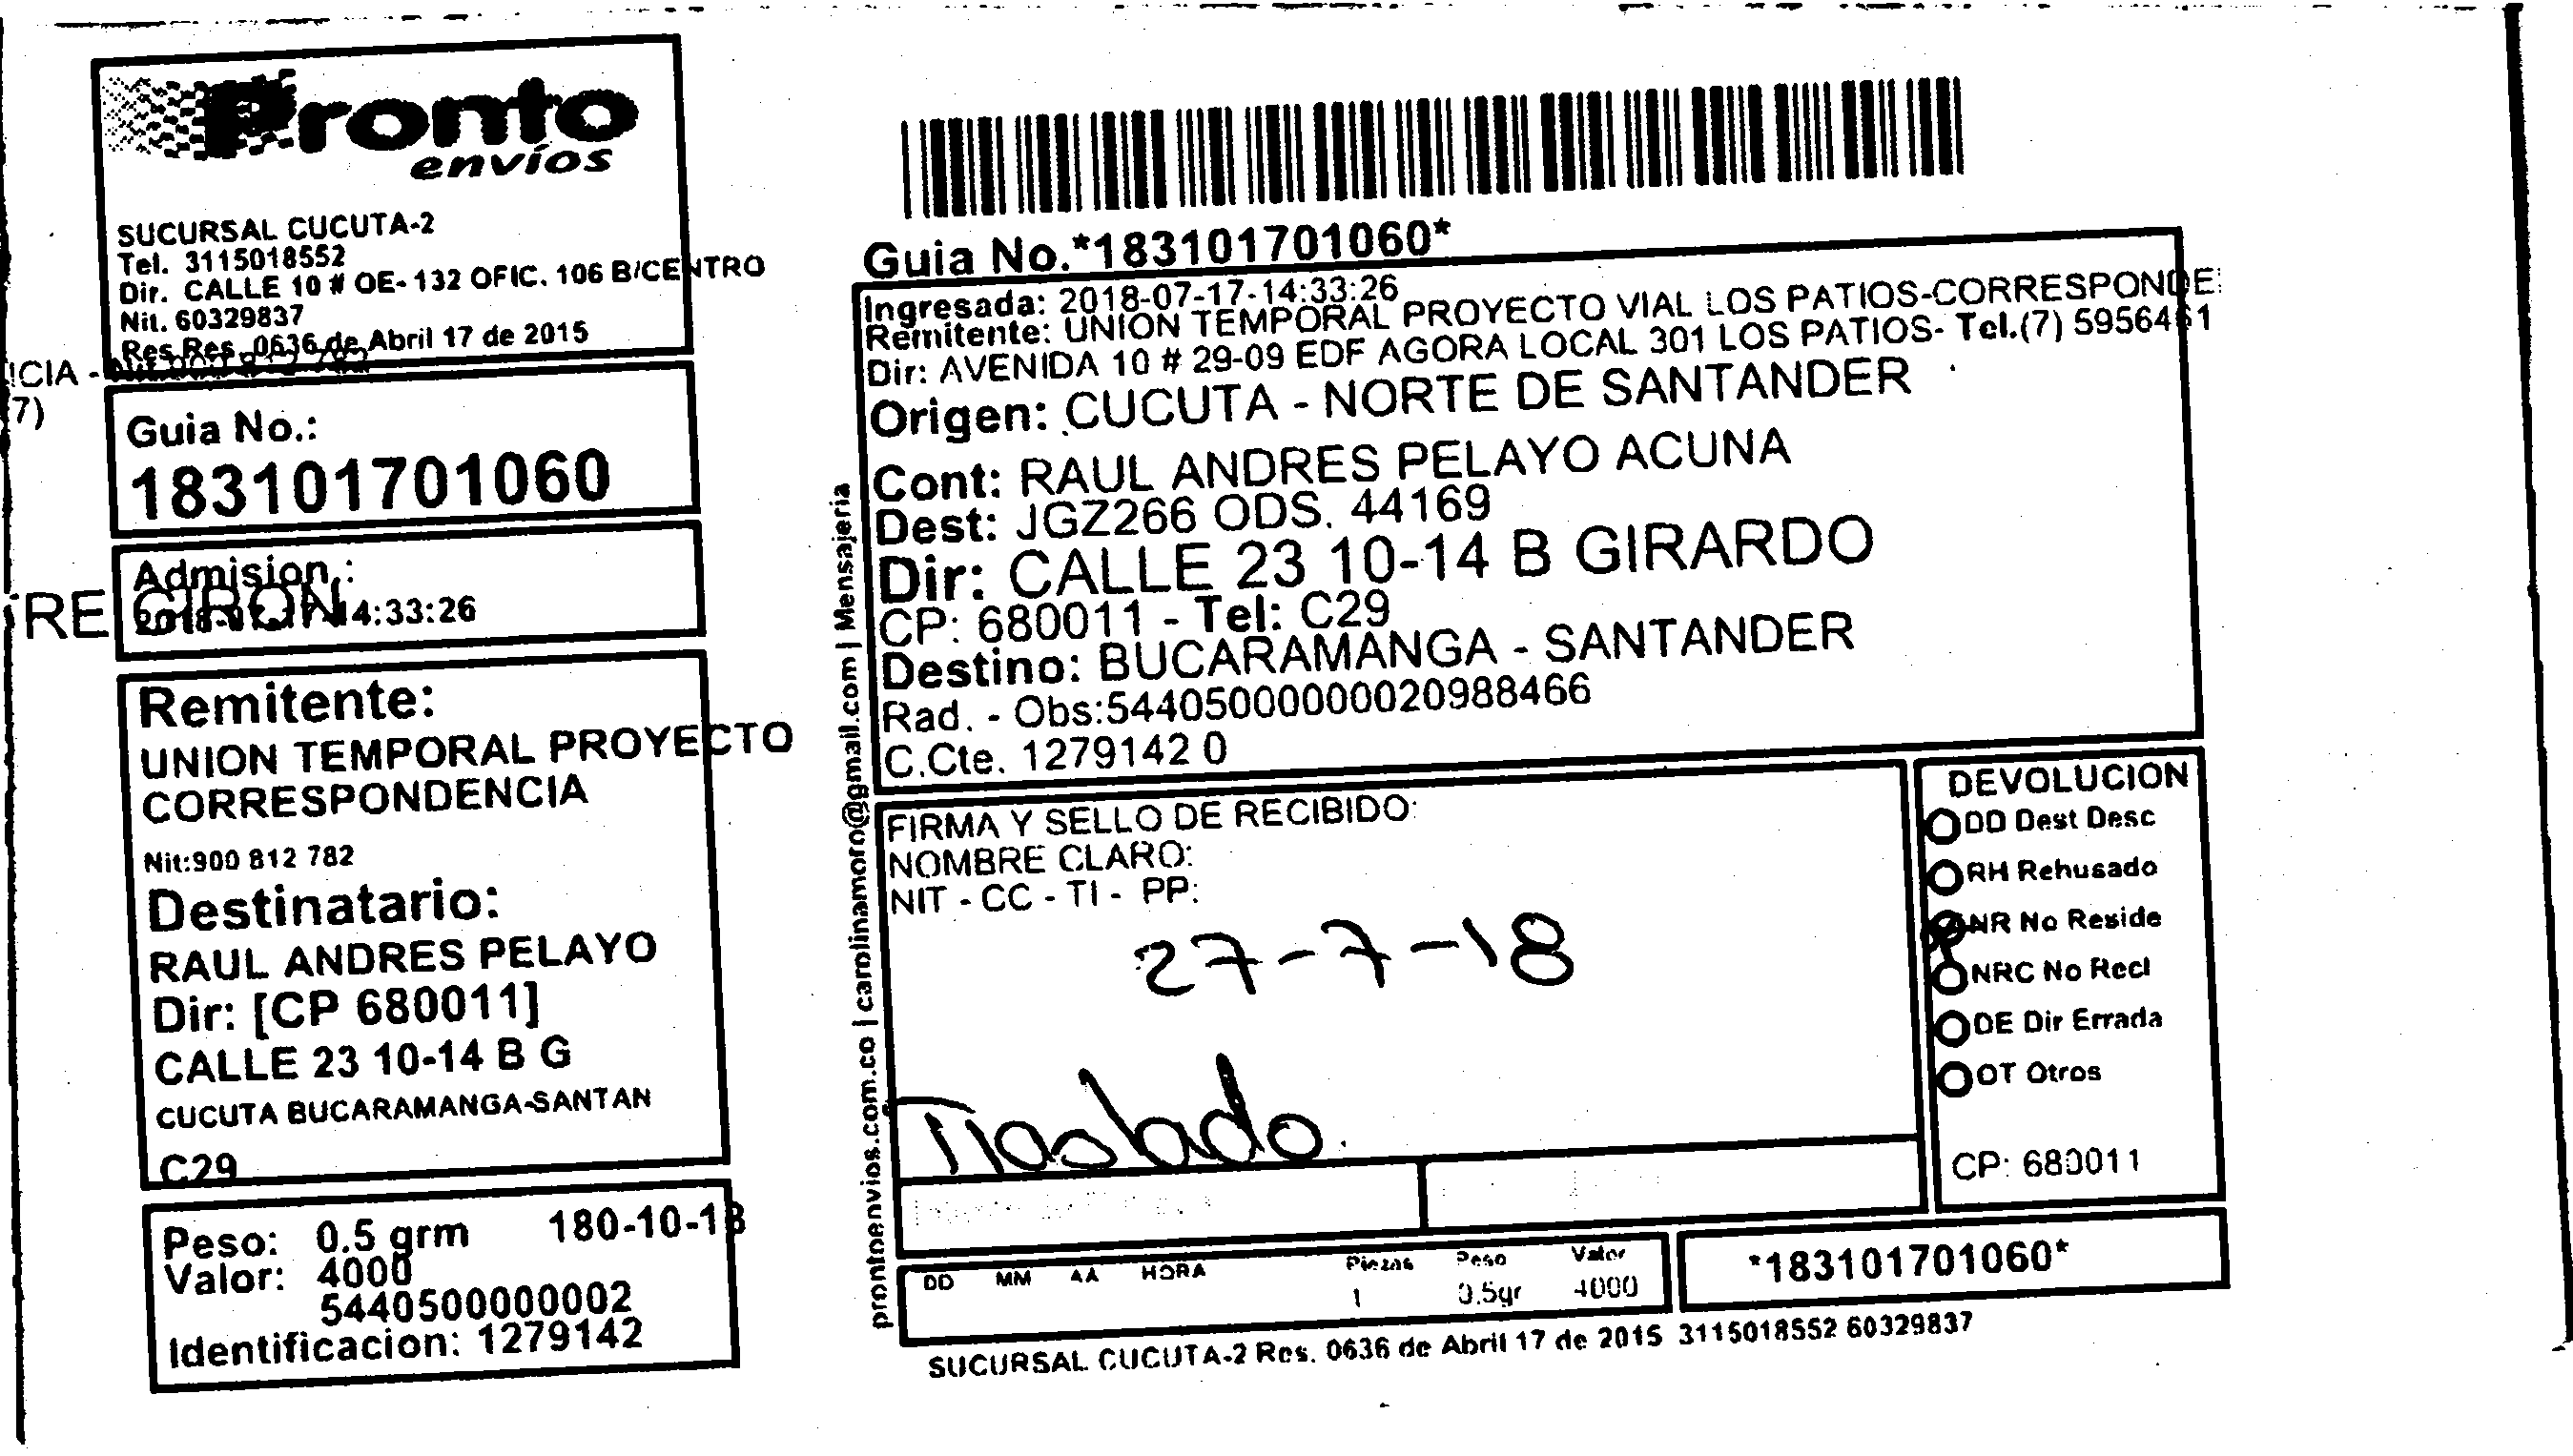 Pronto
envíos
SUCURSAL CUCUTA-2
Tel. 3115018552
Dir. CALLE 10 # OE- 132 OFIC. 106 B/CENTRO
Nit. 60329837
Res Res. 0636 de Abril 17 de 2015
ICIA -
7)
Guia No.:
183101701060
Admision :
14:33:26
RE GIRON
Remitente:
UNION TEMPORAL PROYECTO
CORRESPONDENCIA
Nit:900 812 782
Destinatario:
RAUL ANDRES PELAYO
Dir: [CP 680011]
CALLE 23 10-14 B G
CUCUTA BUCARAMANGA-SANTAN
C29
Peso: 0.5 grm 180-10-18
Valor: 4000
5440500000002
Identificacion: 1279142
Guia No.*183101701060*
Ingresada: 2018-07-17-14:33:26
Remitente: UNION TEMPORAL PROYECTO VIAL LOS PATIOS-CORRESPONDE
Dir: AVENIDA 10 # 29-09 EDF AGORA LOCAL 301 LOS PATIOS- Tel.(7) 5956461
Origen: CUCUTA - NORTE DE SANTANDER
Cont: RAUL ANDRES PELAYO ACUNA
Dest: JGZ266 ODS. 44169
Dir: CALLE 23 10-14 B GIRARDO
CP: 680011 - Tel: C29
Destino: BUCARAMANGA - SANTANDER
Rad. - Obs:544050000000020988466
C.Cte. 1279142 0
prontoenvios.com.co | carolinamoro@gmail.com | Mensajeria
FIRMA Y SELLO DE RECIBIDO:
NOMBRE CLARO:
NIT - CC - TI - PP:
27-7-18
Traslado
DEVOLUCION
DD Dest Desc
RH Rehusado
NR No Reside
NRC No Recl
DE Dir Errada
OT Otros
CP: 680011
DD MM AA HORA Piezas Peso Valor
1 0.5gr 4000
*183101701060*
SUCURSAL CUCUTA-2 Res. 0636 de Abril 17 de 2015 3115018552 60329837